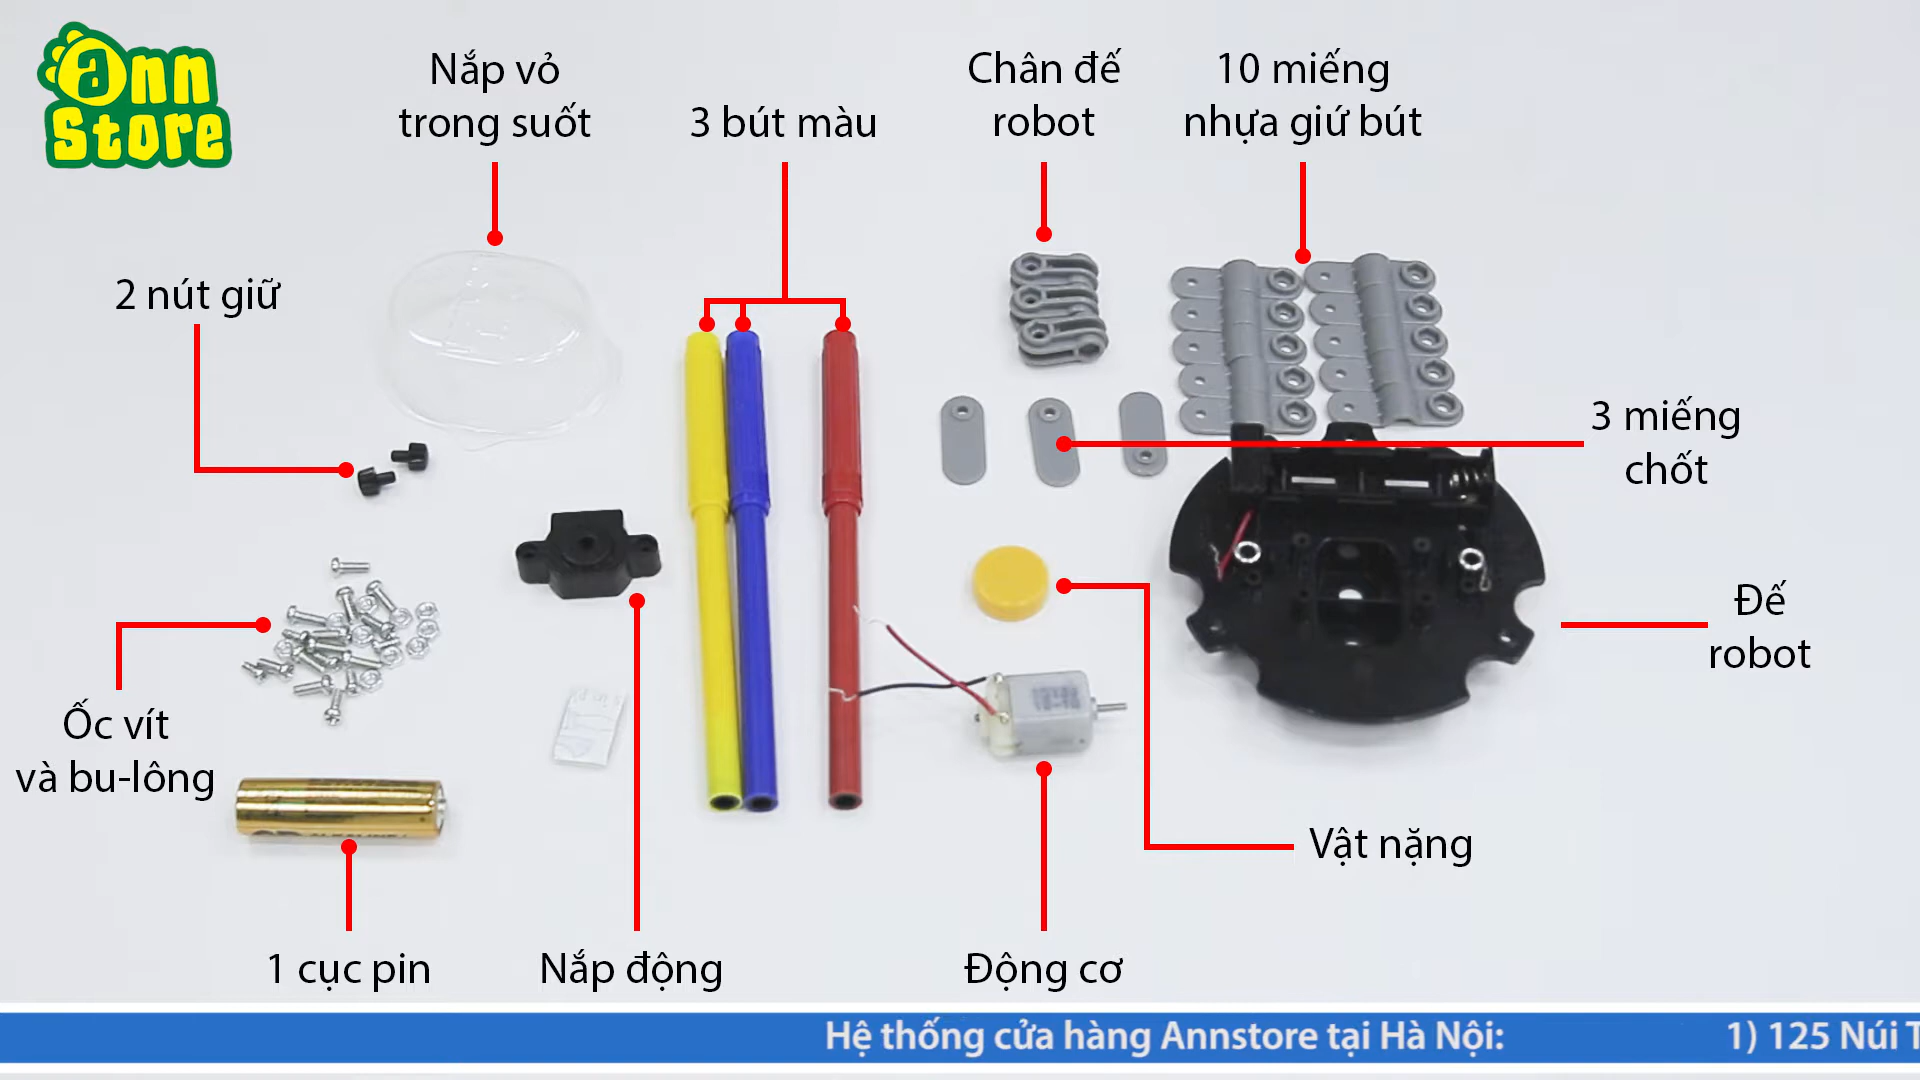 ann
store
Nắp vỏ
trong suốt
3 bút màu
Chân đế
robot
10 miếng
nhựa giứ bút
2 nút giữ
3 miếng
chốt
Đế
robot
Ốc vít
và bu-lông
Vật nặng
1 cục pin
Nắp động
Động cơ
Hệ thống cửa hàng Annstore tại Hà Nội:
1) 125 Núi T